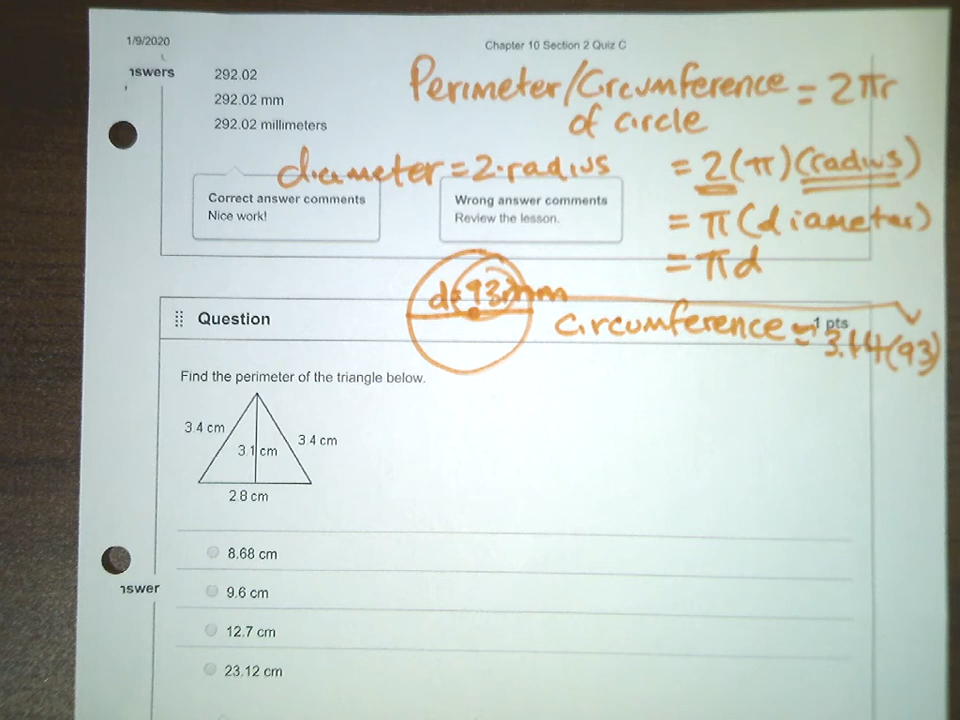 1/9/2020
Chapter 10 Section 2 Quiz C
nswers
292.02
292.02 mm
292.02 millimeters
Perimeter/Circumference = 2πr
of circle
diameter = 2·radius
= 2(π)(radius)
= π(diameter)
= πd
Correct answer comments
Nice work!
Wrong answer comments
Review the lesson.
d=93mm
Question
1 pts
circumference = 3.14(93)
Find the perimeter of the triangle below.
3.4 cm
3.4 cm
3.1 cm
2.8 cm
8.68 cm
nswer
9.6 cm
12.7 cm
23.12 cm